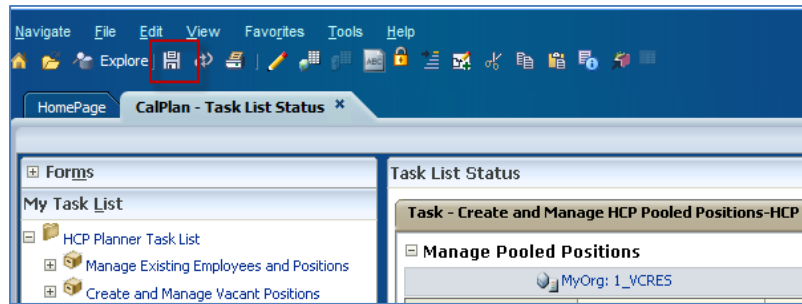 Navigate File Edit View Favorites Tools Help
Explore
ABC
HomePage CalPlan - Task List Status ×
Forms
Task List Status
My Task List
Task - Create and Manage HCP Pooled Positions-HCP
HCP Planner Task List
Manage Pooled Positions
Manage Existing Employees and Positions
MyOrg: 1_VCRES
Create and Manage Vacant Positions